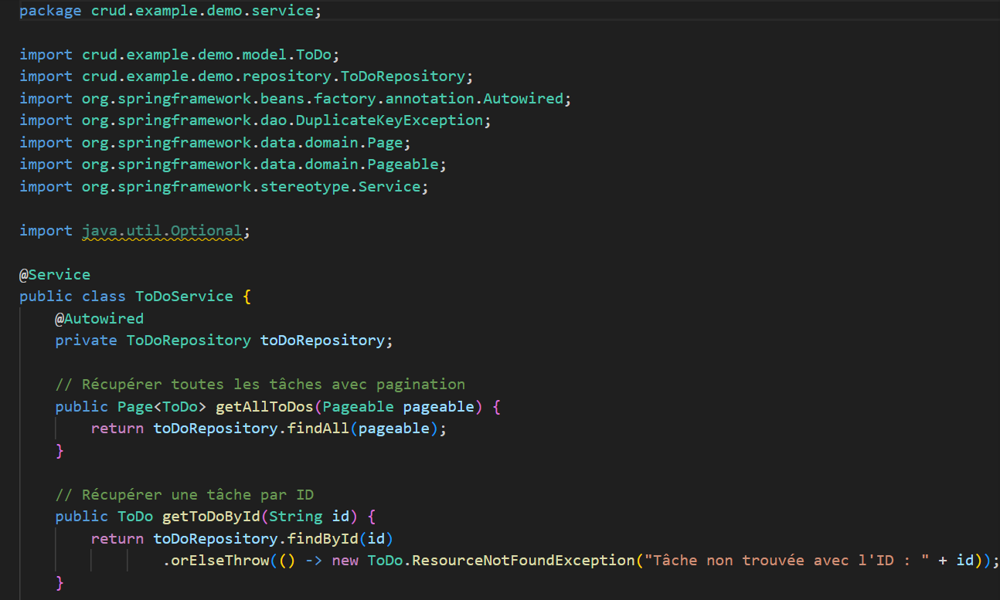 package crud.example.demo.service;
import crud.example.demo.model.ToDo;
import crud.example.demo.repository.ToDoRepository;
import org.springframework.beans.factory.annotation.Autowired;
import org.springframework.dao.DuplicateKeyException;
import org.springframework.data.domain.Page;
import org.springframework.data.domain.Pageable;
import org.springframework.stereotype.Service;
import java.util.Optional;
@Service
public class ToDoService {
    @Autowired
    private ToDoRepository toDoRepository;
    // Récupérer toutes les tâches avec pagination
    public Page<ToDo> getAllToDos(Pageable pageable) {
        return toDoRepository.findAll(pageable);
    }
    // Récupérer une tâche par ID
    public ToDo getToDoById(String id) {
        return toDoRepository.findById(id)
                .orElseThrow(() -> new ToDo.ResourceNotFoundException("Tâche non trouvée avec l'ID : " + id));
    }